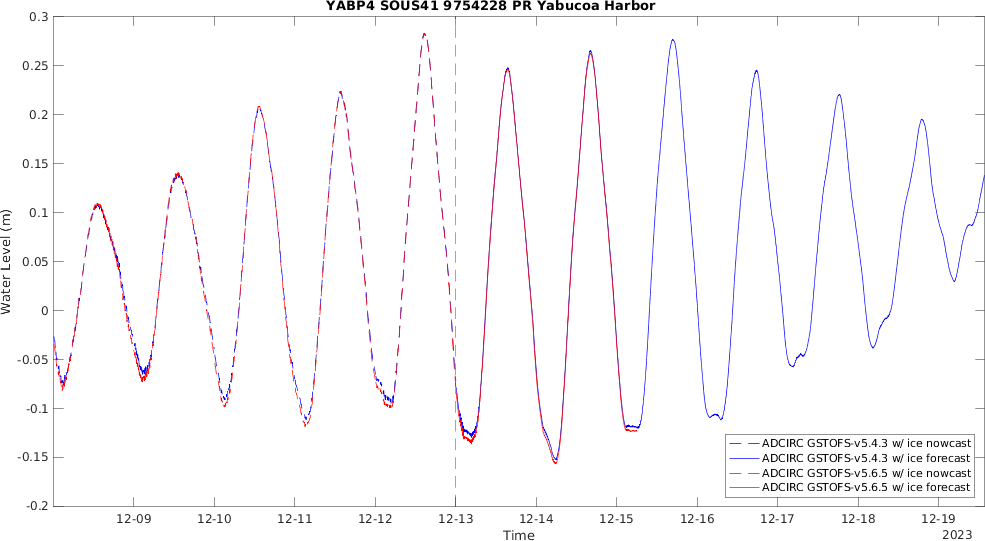 YABP4 SOUS41 9754228 PR Yabucoa Harbor
0.3
0.25
0.2
0.15
0.1
0.05
0
-0.05
-0.1
-0.15
-0.2
Water Level (m)
12-09 12-10 12-11 12-12 12-13 12-14 12-15 12-16 12-17 12-18 12-19
Time
2023
ADCIRC GSTOFS-v5.4.3 w/ ice nowcast
ADCIRC GSTOFS-v5.4.3 w/ ice forecast
ADCIRC GSTOFS-v5.6.5 w/ ice nowcast
ADCIRC GSTOFS-v5.6.5 w/ ice forecast